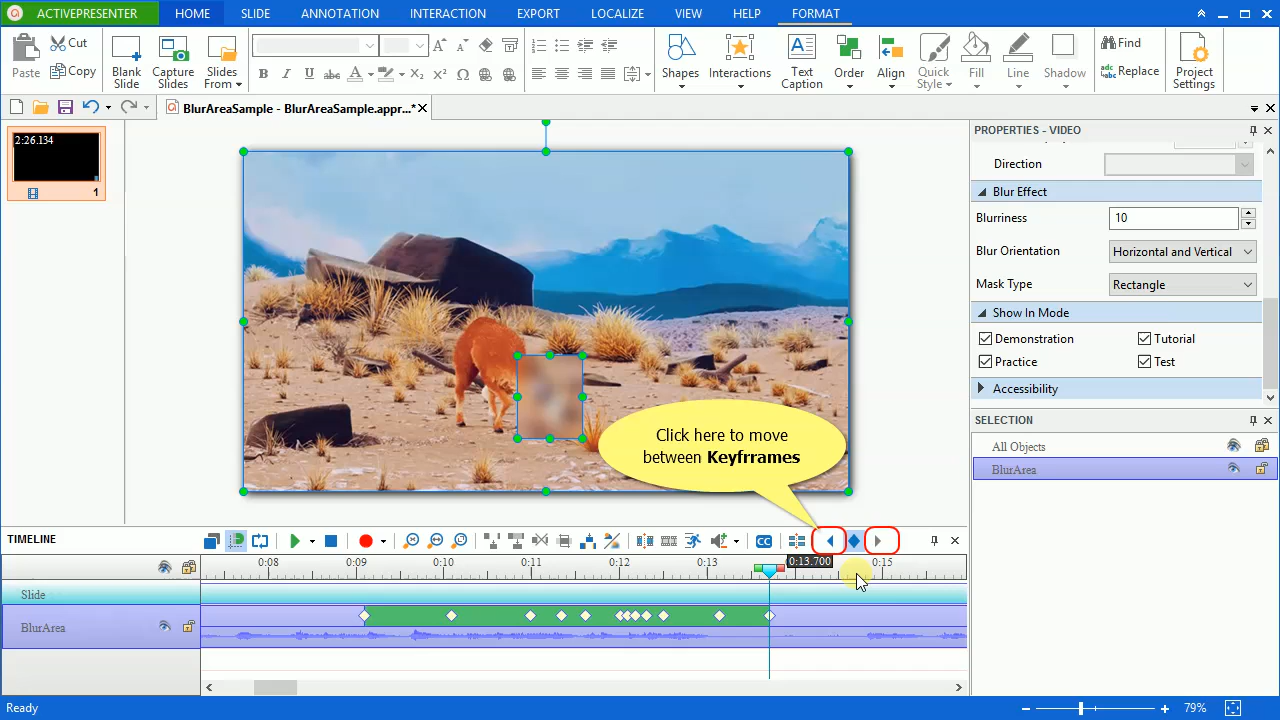 ACTIVEPRESENTER
HOME
SLIDE
ANNOTATION
INTERACTION
EXPORT
LOCALIZE
VIEW
HELP
FORMAT
Paste
Cut
Copy
Blank
Slide
Capture
Slides
Slides
From
B I U abc A X₂ X² Ω
Shapes
Interactions
Text
Caption
Order
Align
Quick
Style
Fill
Line
Shadow
Find
Replace
Project
Settings
BlurAreaSample - BlurAreaSample.appr...*
2:26.134
1
PROPERTIES - VIDEO
Direction
Blur Effect
Blurriness
10
Blur Orientation
Horizontal and Vertical
Mask Type
Rectangle
Show In Mode
Demonstration
Tutorial
Practice
Test
Accessibility
SELECTION
All Objects
BlurArea
Click here to move
between Keyfrrames
TIMELINE
CC
0:08
0:09
0:10
0:11
0:12
0:13
0:13.700
0:15
Slide
BlurArea
Ready
79%